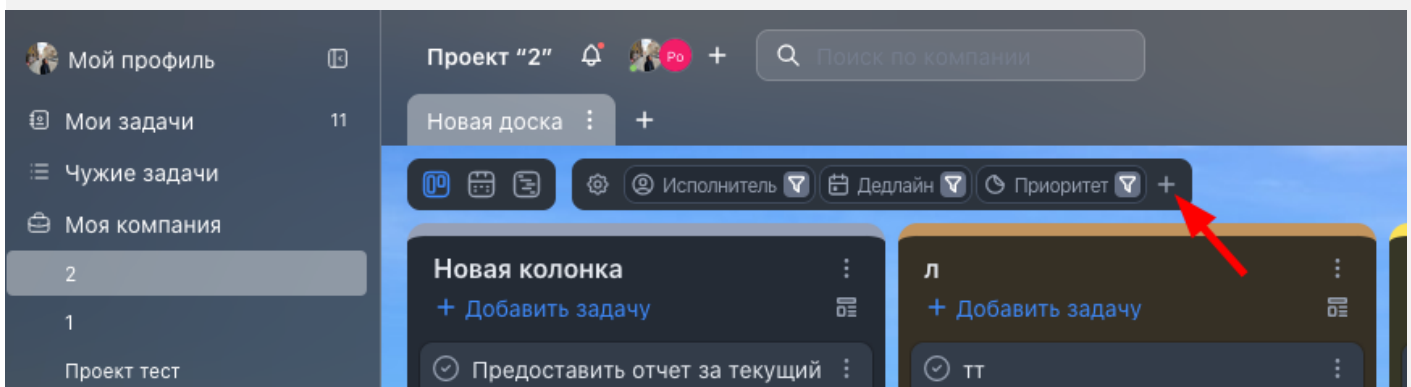 Мой профиль
Мои задачи 11
Чужие задачи
Моя компания
2
1
Проект тест
Проект “2” Po + Поиск по компании
Новая доска +
Исполнитель Дедлайн Приоритет +
Новая колонка
+ Добавить задачу
Предоставить отчет за текущий
л
+ Добавить задачу
тт